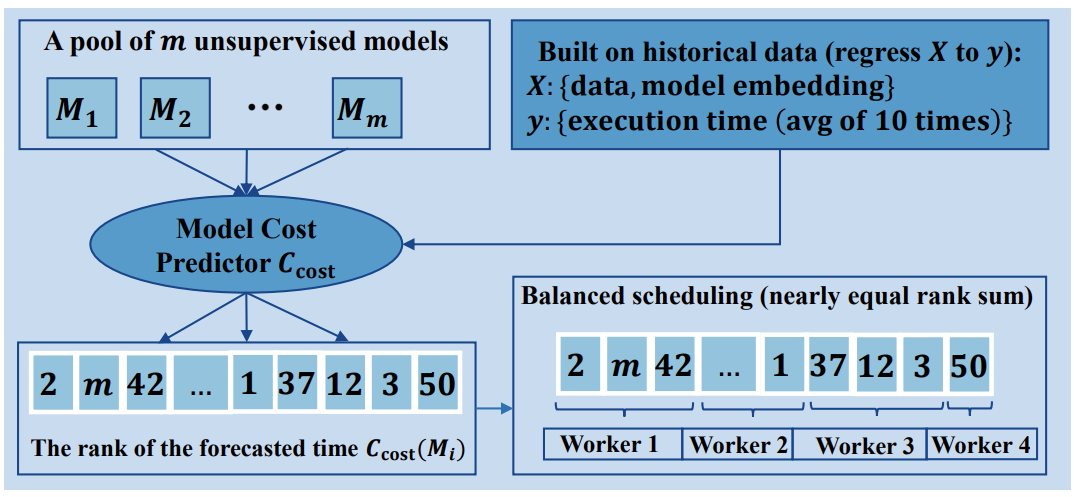 A pool of m unsupervised models
M1 M2 ... Mm
Built on historical data (regress X to y):
X: {data, model embedding}
y: {execution time (avg of 10 times)}
Model Cost
Predictor Ccost
2 m 42 ... 1 37 12 3 50
The rank of the forecasted time Ccost(Mi)
Balanced scheduling (nearly equal rank sum)
2 m 42 ... 1 37 12 3 50
Worker 1 Worker 2 Worker 3 Worker 4